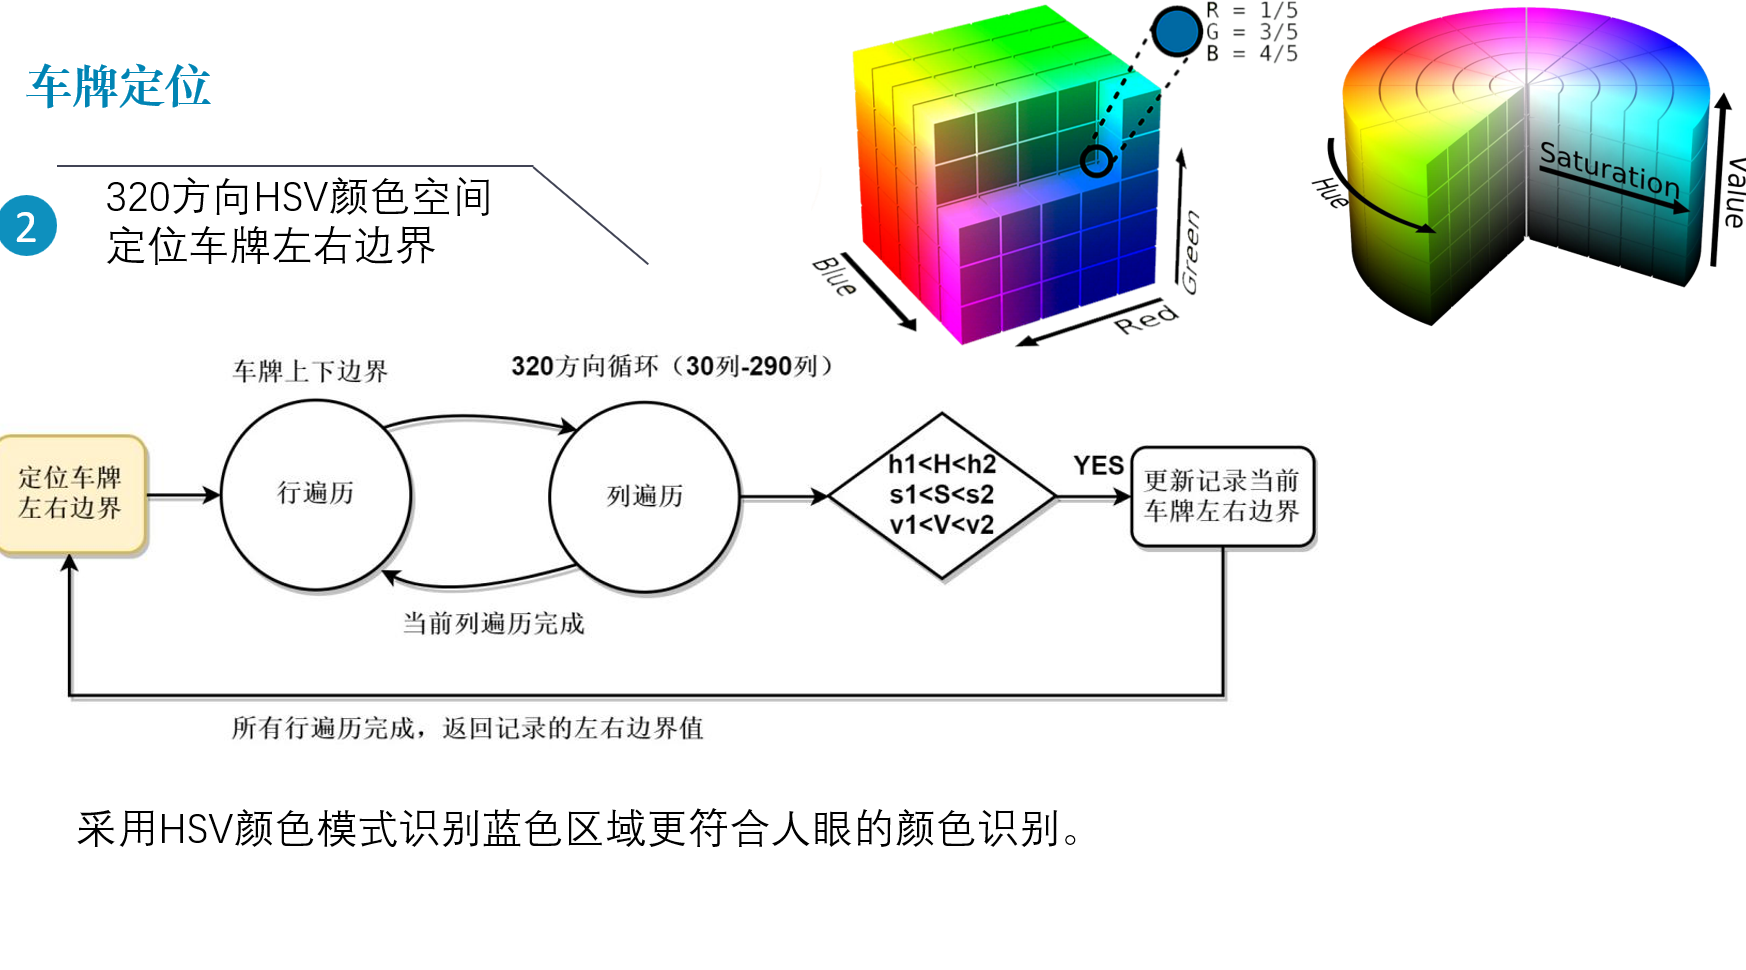 车牌定位
2
320方向HSV颜色空间
定位车牌左右边界
R = 1/5
G = 3/5
B = 4/5
Blue
Red
Green
Hue
Saturation
Value
车牌上下边界
320方向循环（30列-290列）
定位车牌
左右边界
行遍历
列遍历
h1<H<h2
s1<S<s2
v1<V<v2
YES
更新记录当前
车牌左右边界
当前列遍历完成
所有行遍历完成，返回记录的左右边界值
采用HSV颜色模式识别蓝色区域更符合人眼的颜色识别。